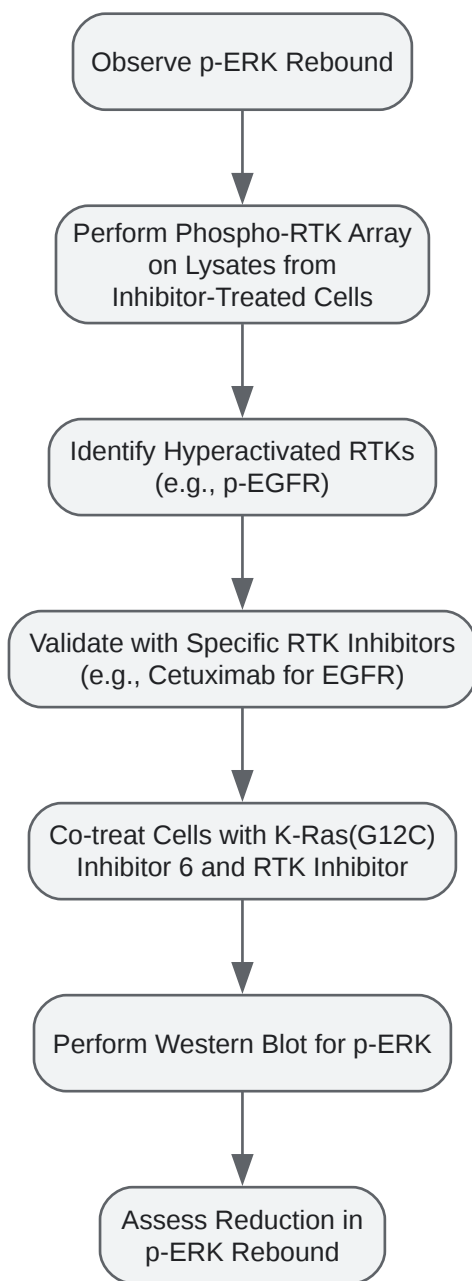 Observe p-ERK Rebound
Perform Phospho-RTK Array
on Lysates from
Inhibitor-Treated Cells
Identify Hyperactivated RTKs
(e.g., p-EGFR)
Validate with Specific RTK Inhibitors
(e.g., Cetuximab for EGFR)
Co-treat Cells with K-Ras(G12C)
Inhibitor 6 and RTK Inhibitor
Perform Western Blot for p-ERK
Assess Reduction in
p-ERK Rebound